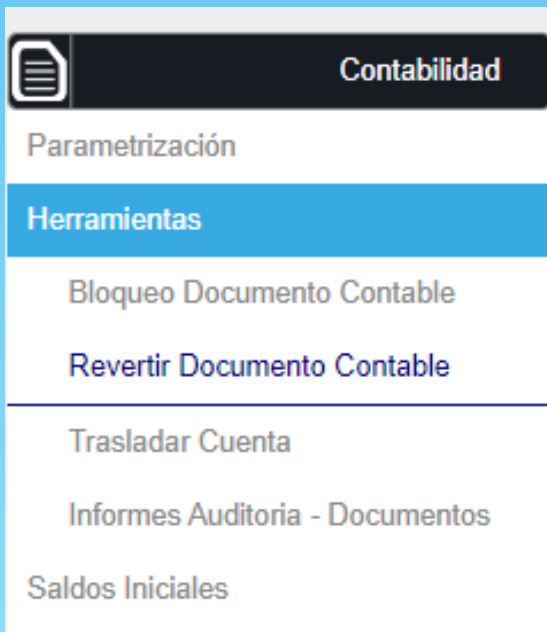 Contabilidad
Parametrización
Herramientas
Bloqueo Documento Contable
Revertir Documento Contable
Trasladar Cuenta
Informes Auditoria - Documentos
Saldos Iniciales